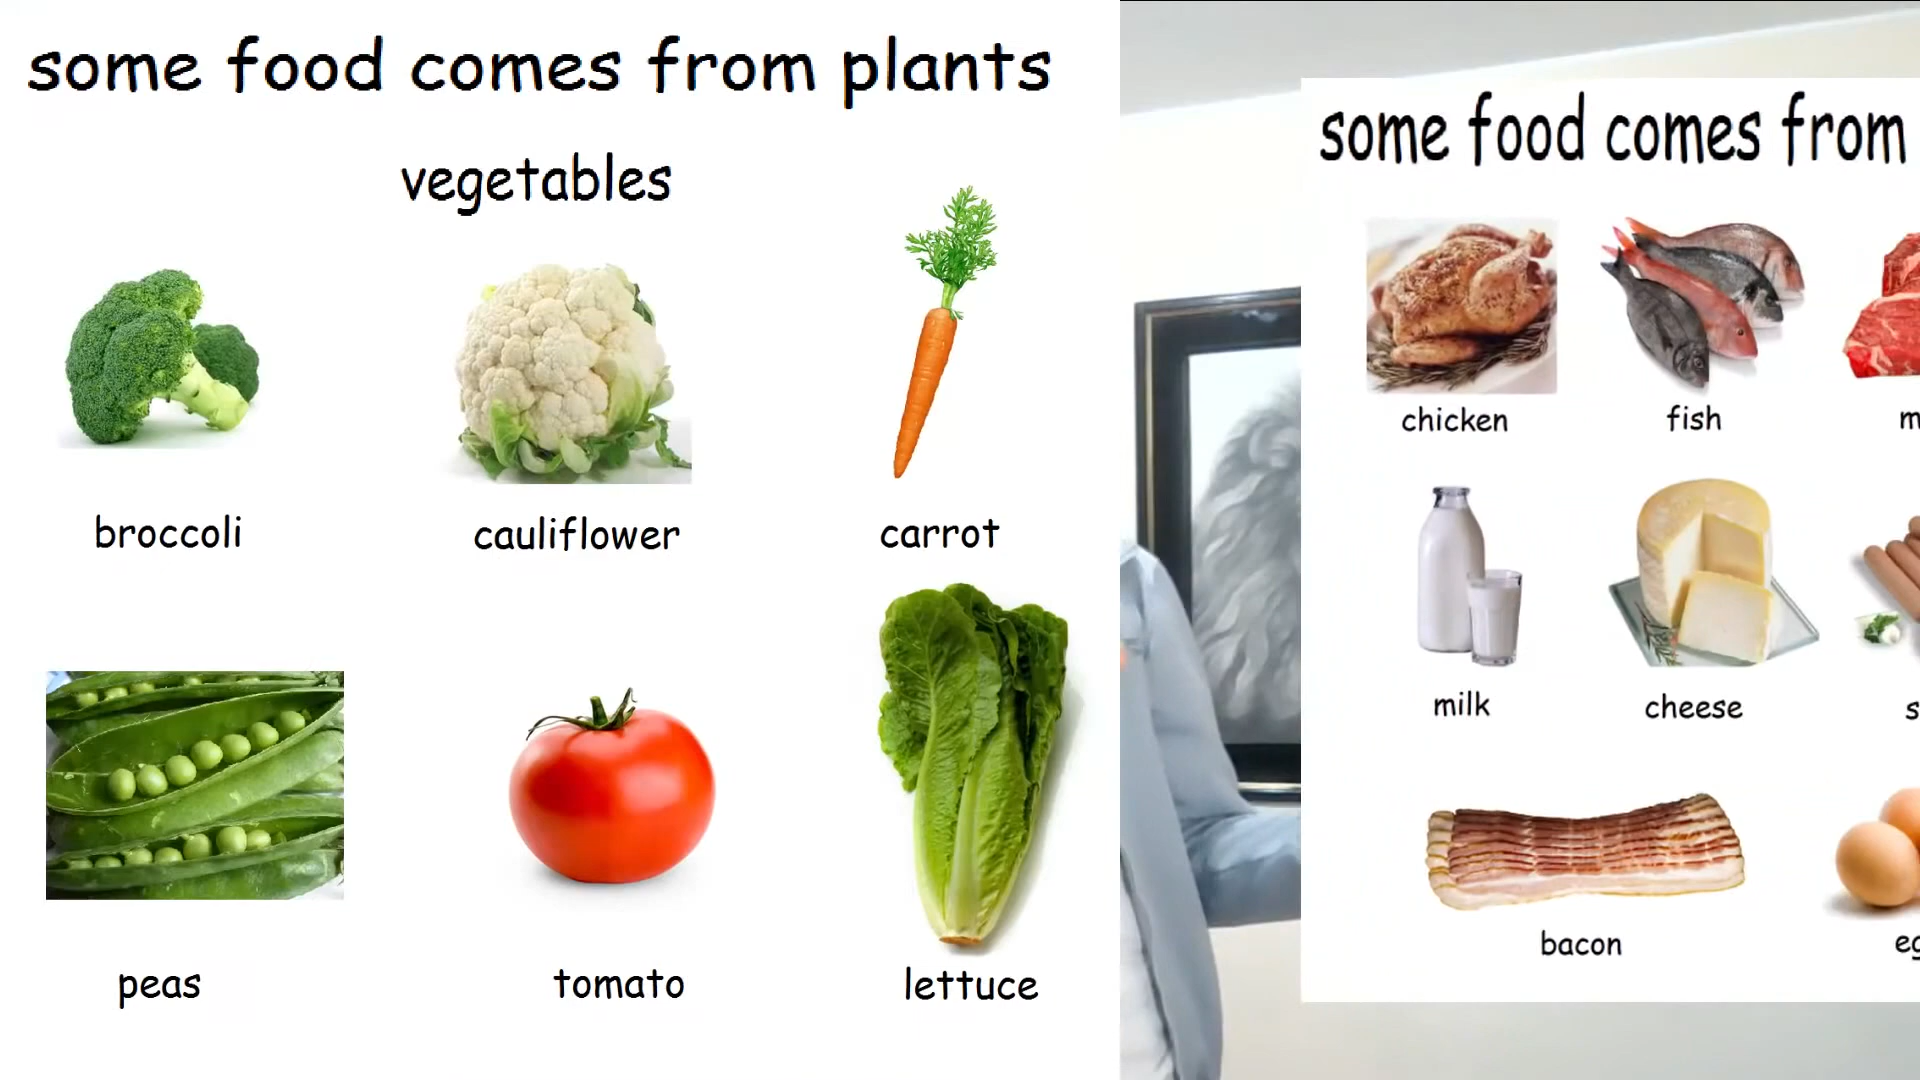 some food comes from plants
vegetables
broccoli
cauliflower
carrot
peas
tomato
lettuce
some food comes from
chicken
fish
milk
cheese
bacon